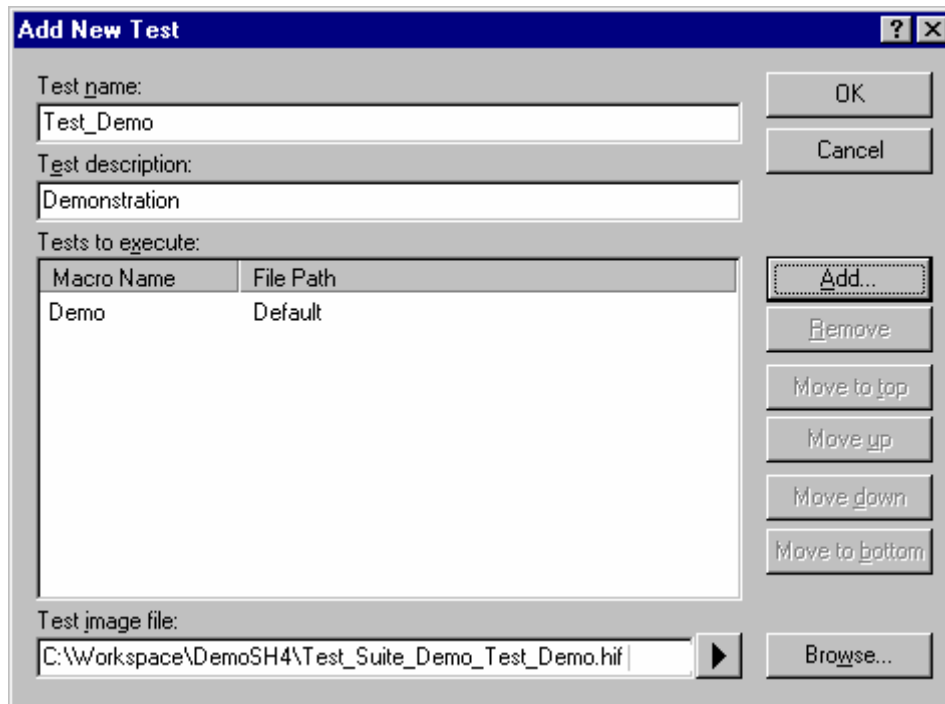 Add New Test
Test name:
OK
Test_Demo
Cancel
Test description:
Demonstration
Tests to execute:
Macro Name File Path
Add...
Demo Default
Remove
Move to top
Move up
Move down
Move to bottom
Test image file:
C:\Workspace\DemoSH4\Test_Suite_Demo_Test_Demo.hif
Browse...